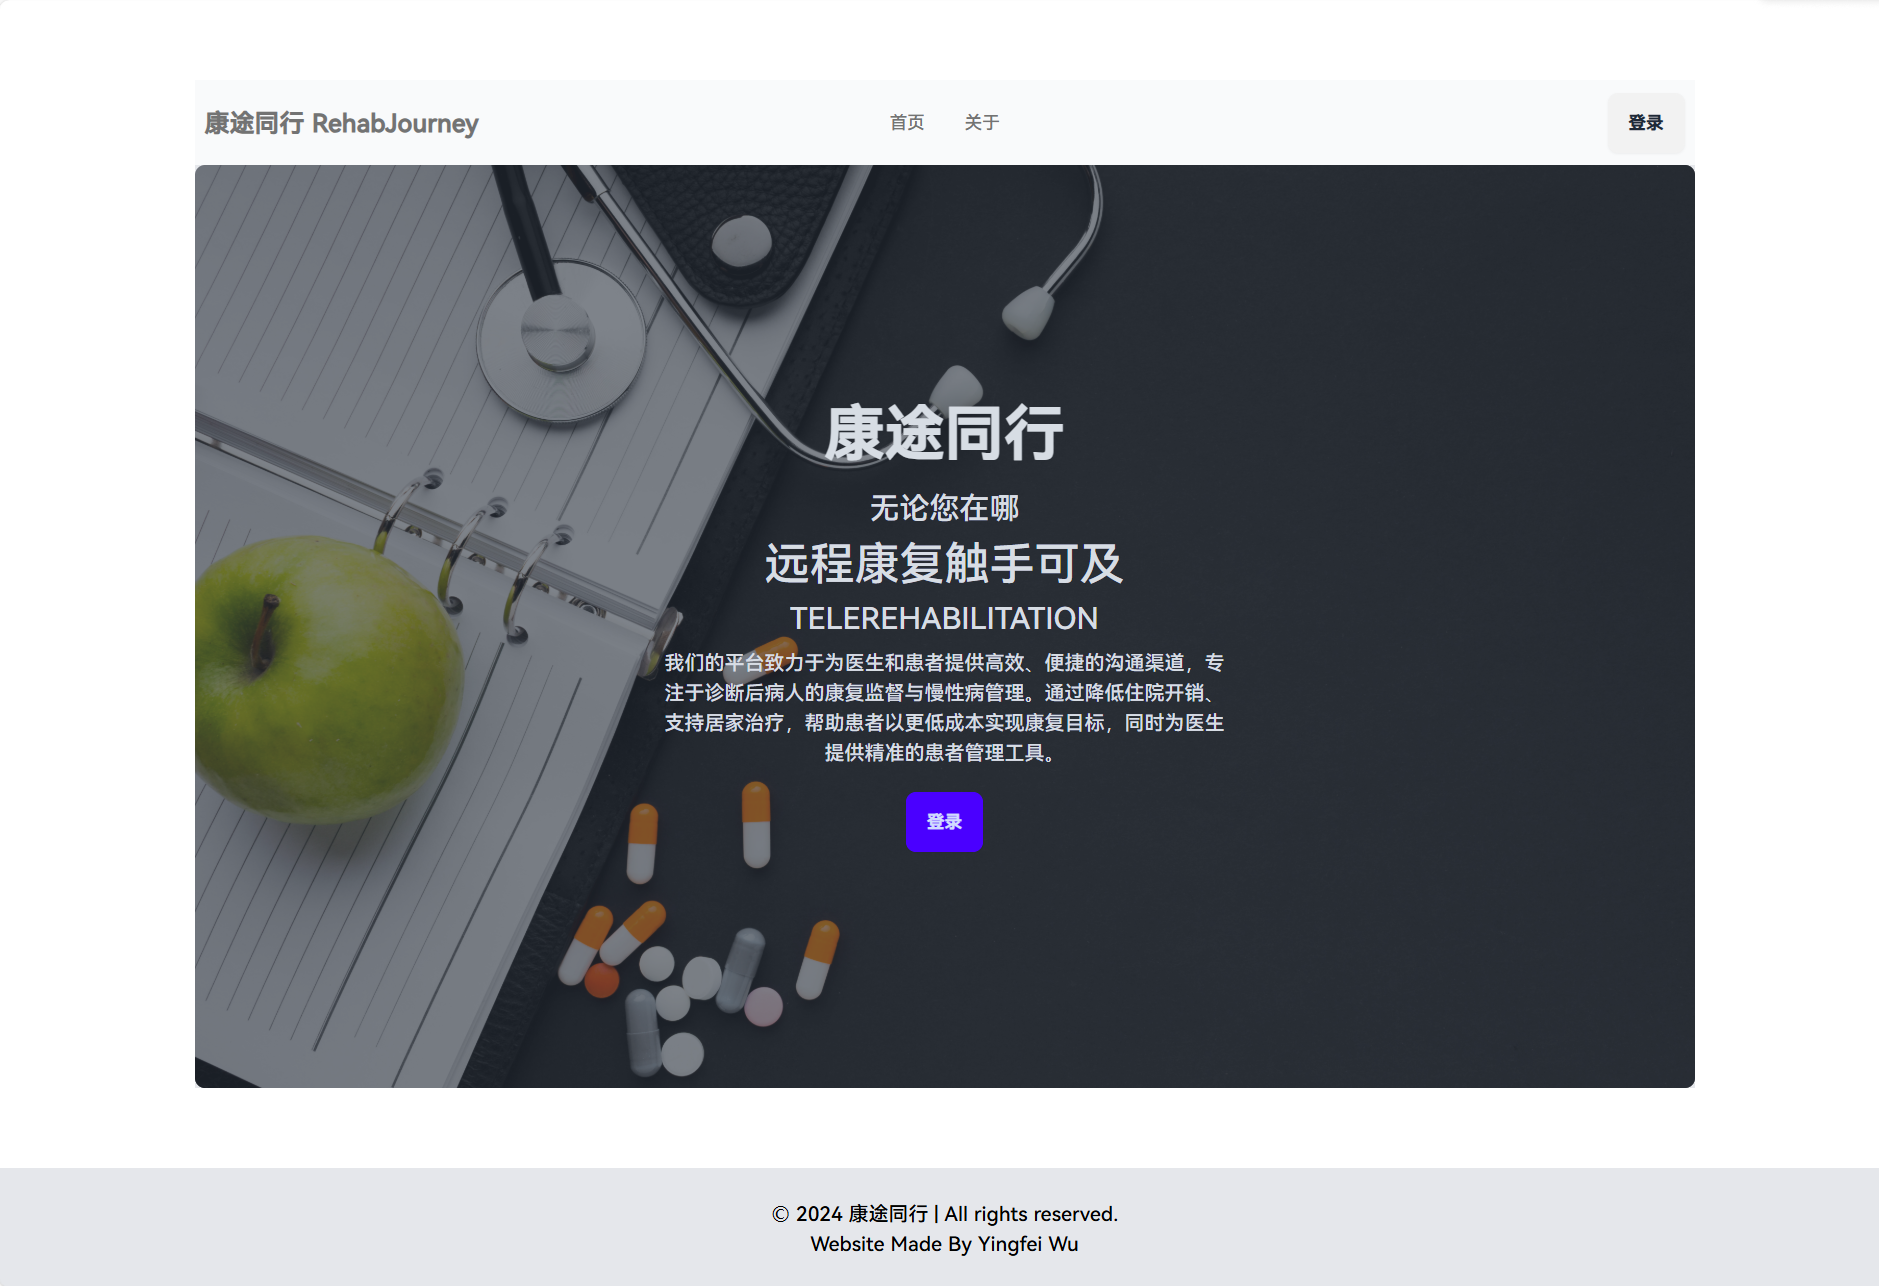 康途同行 RehabJourney
首页 关于
登录
康途同行
无论您在哪
远程康复触手可及
TELEREHABILITATION
我们的平台致力于为医生和患者提供高效、便捷的沟通渠道，专
注于诊断后病人的康复监督与慢性病管理。通过降低住院开销、
支持居家治疗，帮助患者以更低成本实现康复目标，同时为医生
提供精准的患者管理工具。
登录
© 2024 康途同行 | All rights reserved.
Website Made By Yingfei Wu